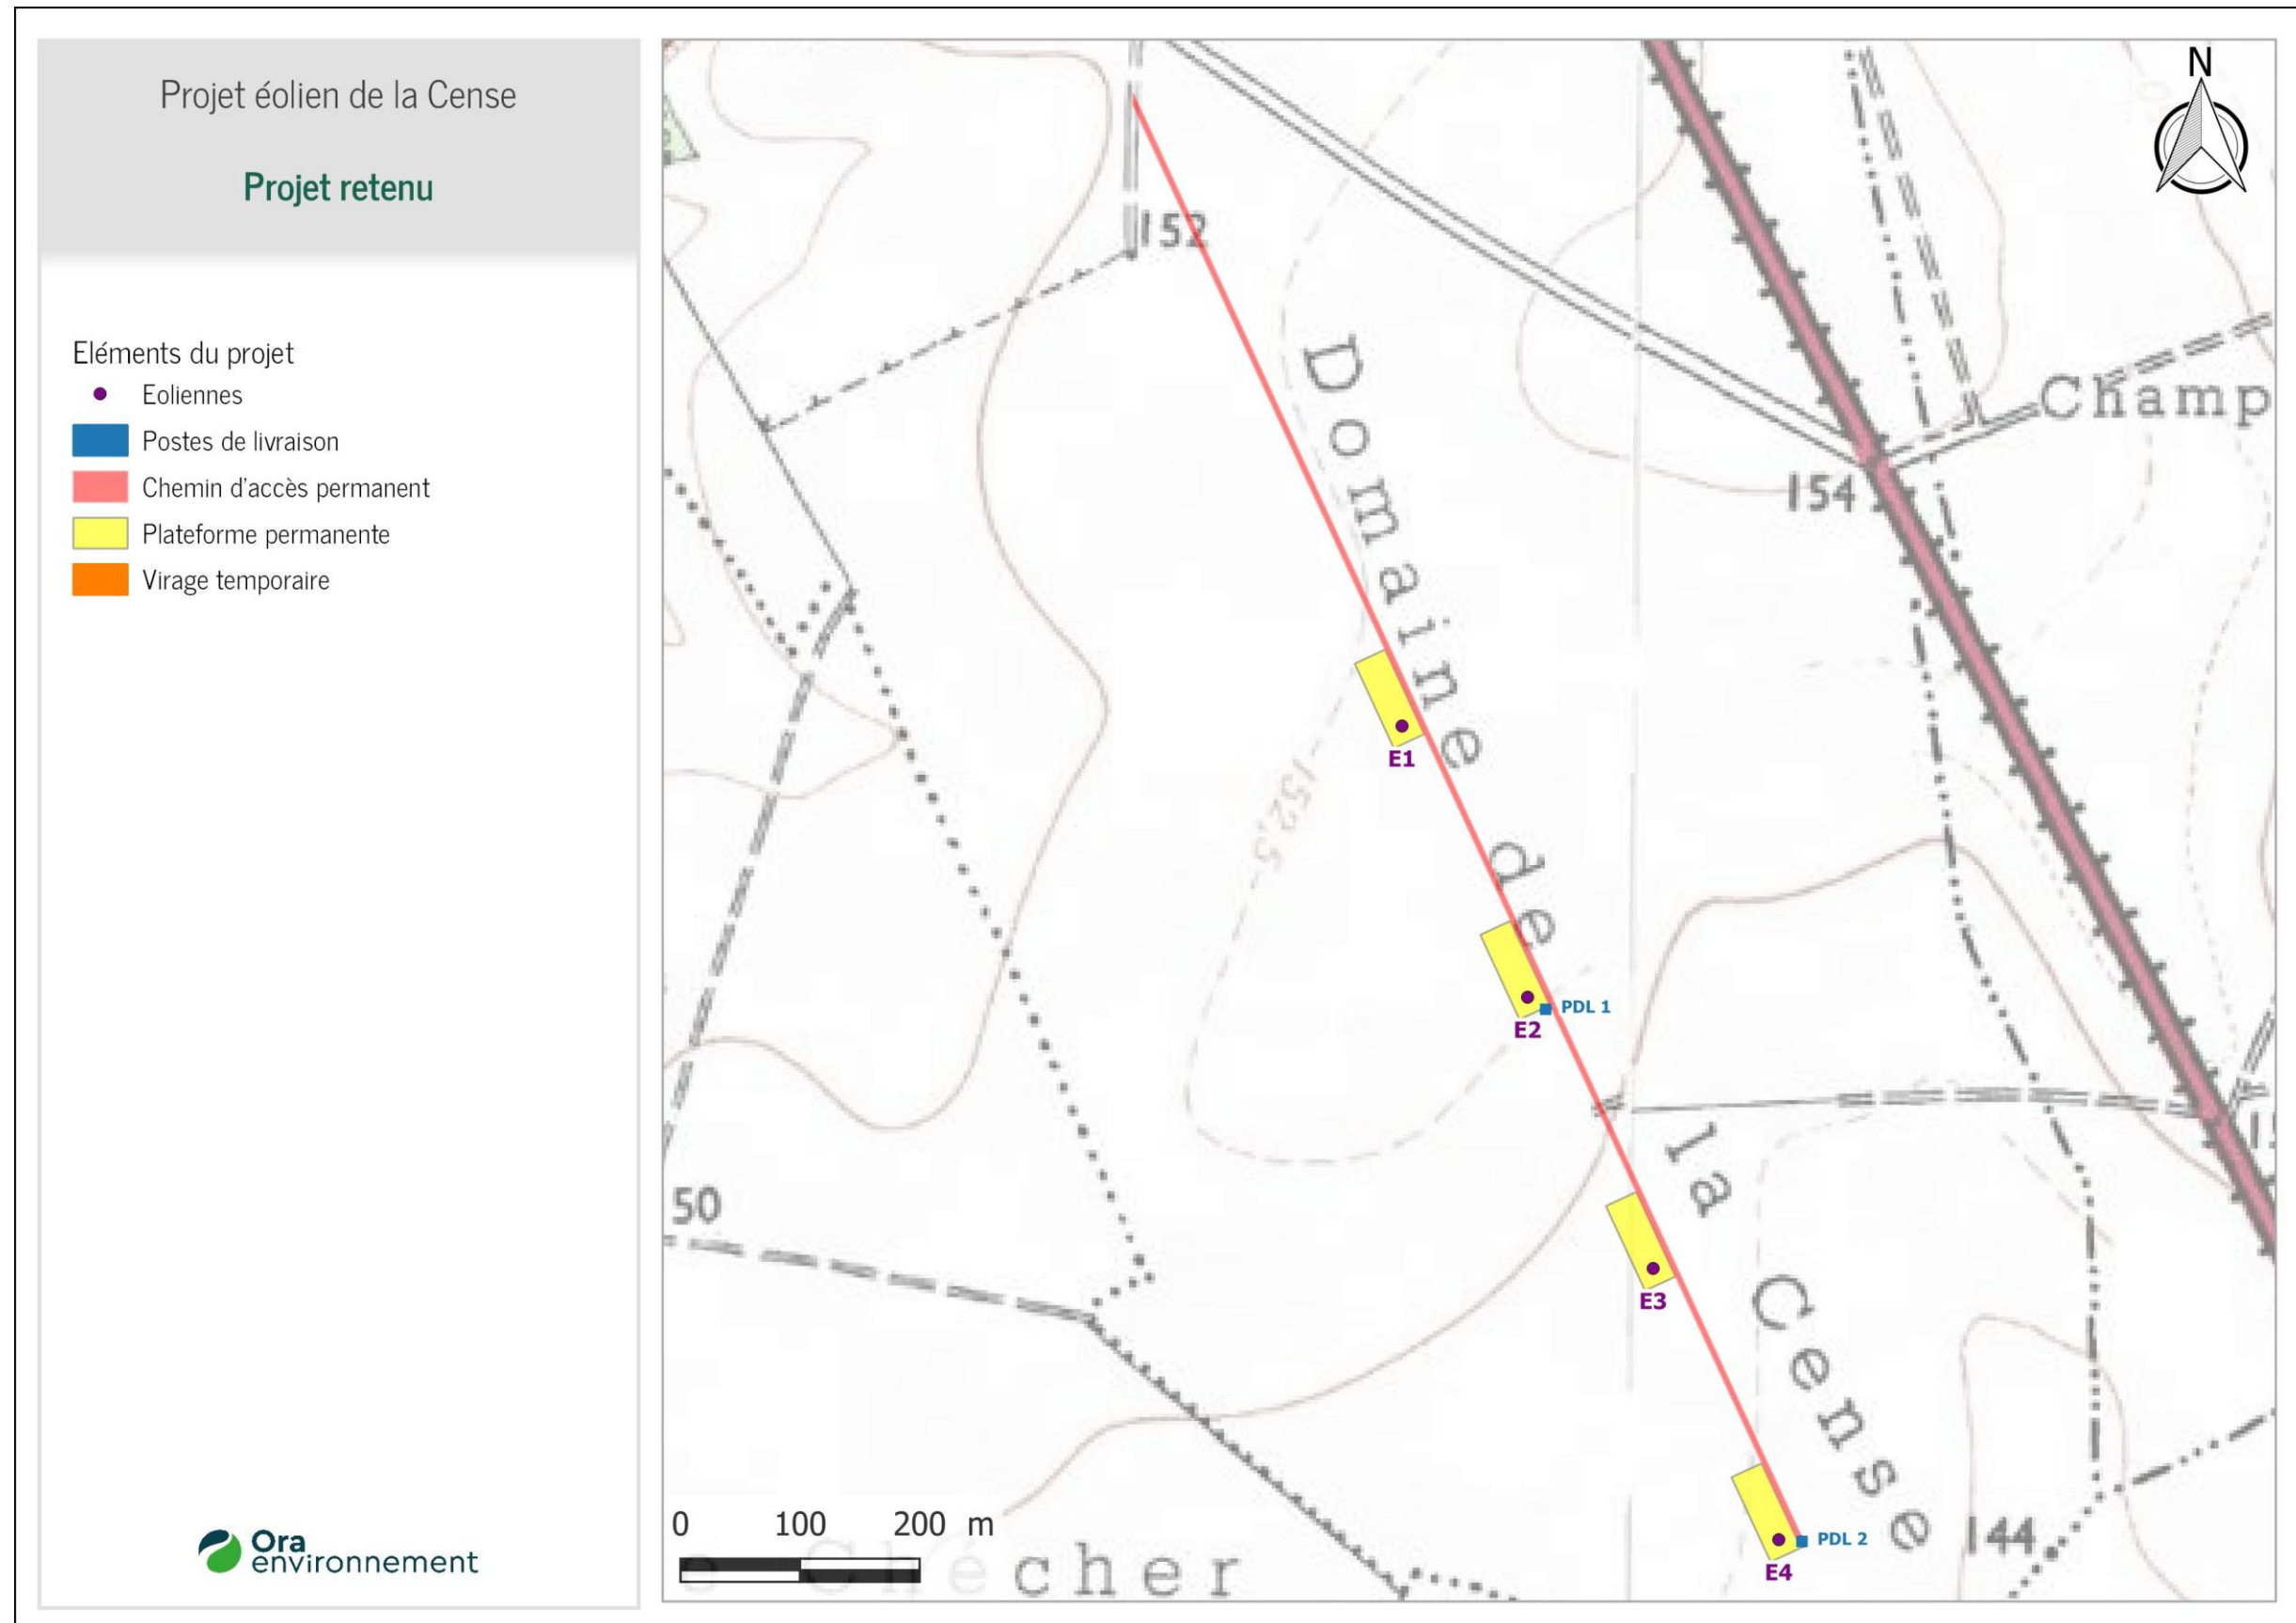 Projet éolien de la Cense
Projet retenu
Eléments du projet
Eoliennes
Postes de livraison
Chemin d'accès permanent
Plateforme permanente
Virage temporaire
Ora
environnement
N
152
Domaine de la Cense
Champ
154
152,5
E1
E2
PDL 1
50
E3
E4
PDL 2
144
0 100 200 m
Chécher